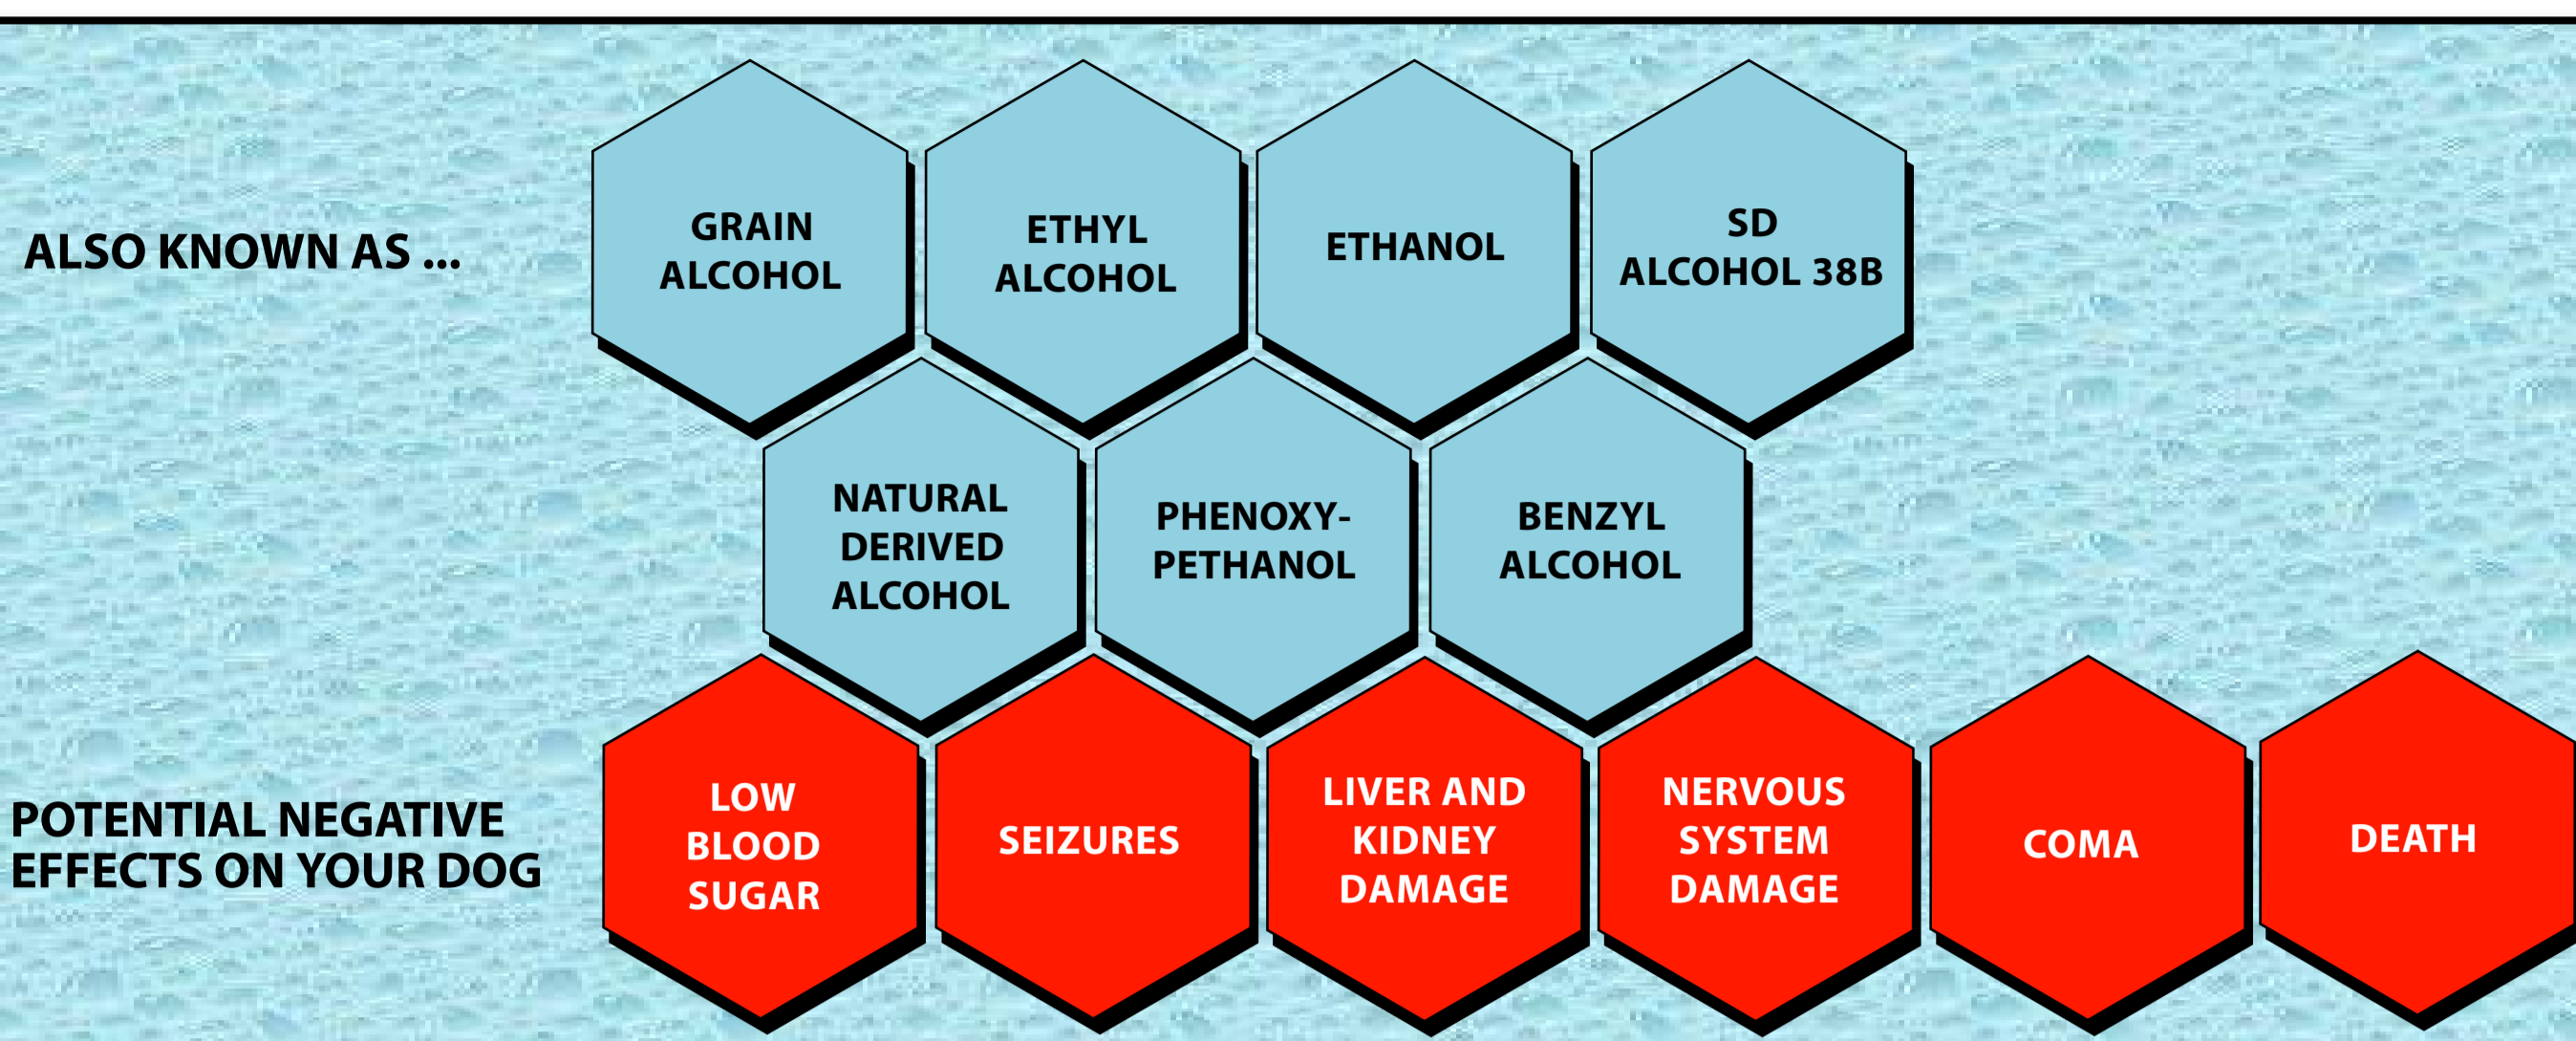 ALSO KNOWN AS ...
GRAIN
ALCOHOL
ETHYL
ALCOHOL
ETHANOL
SD
ALCOHOL 38B
NATURAL
DERIVED
ALCOHOL
PHENOXY-
PETHANOL
BENZYL
ALCOHOL
POTENTIAL NEGATIVE
EFFECTS ON YOUR DOG
LOW
BLOOD
SUGAR
SEIZURES
LIVER AND
KIDNEY
DAMAGE
NERVOUS
SYSTEM
DAMAGE
COMA
DEATH